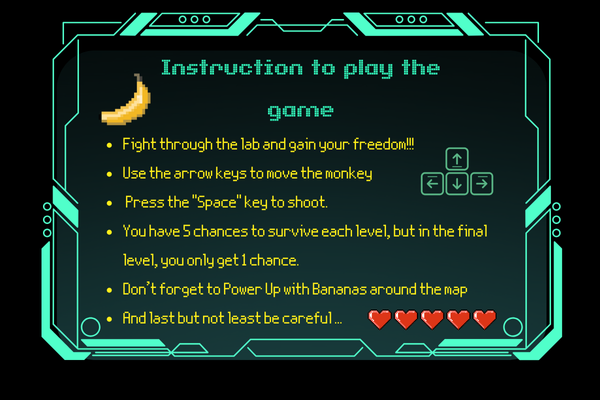 Instruction to play the
game
• Fight through the lab and gain your freedom!!!
• Use the arrow keys to move the monkey
• Press the "Space" key to shoot.
• You have 5 chances to survive each level, but in the final
level, you only get 1 chance.
• Don't forget to Power Up with Bananas around the map
• And last but not least be careful ...